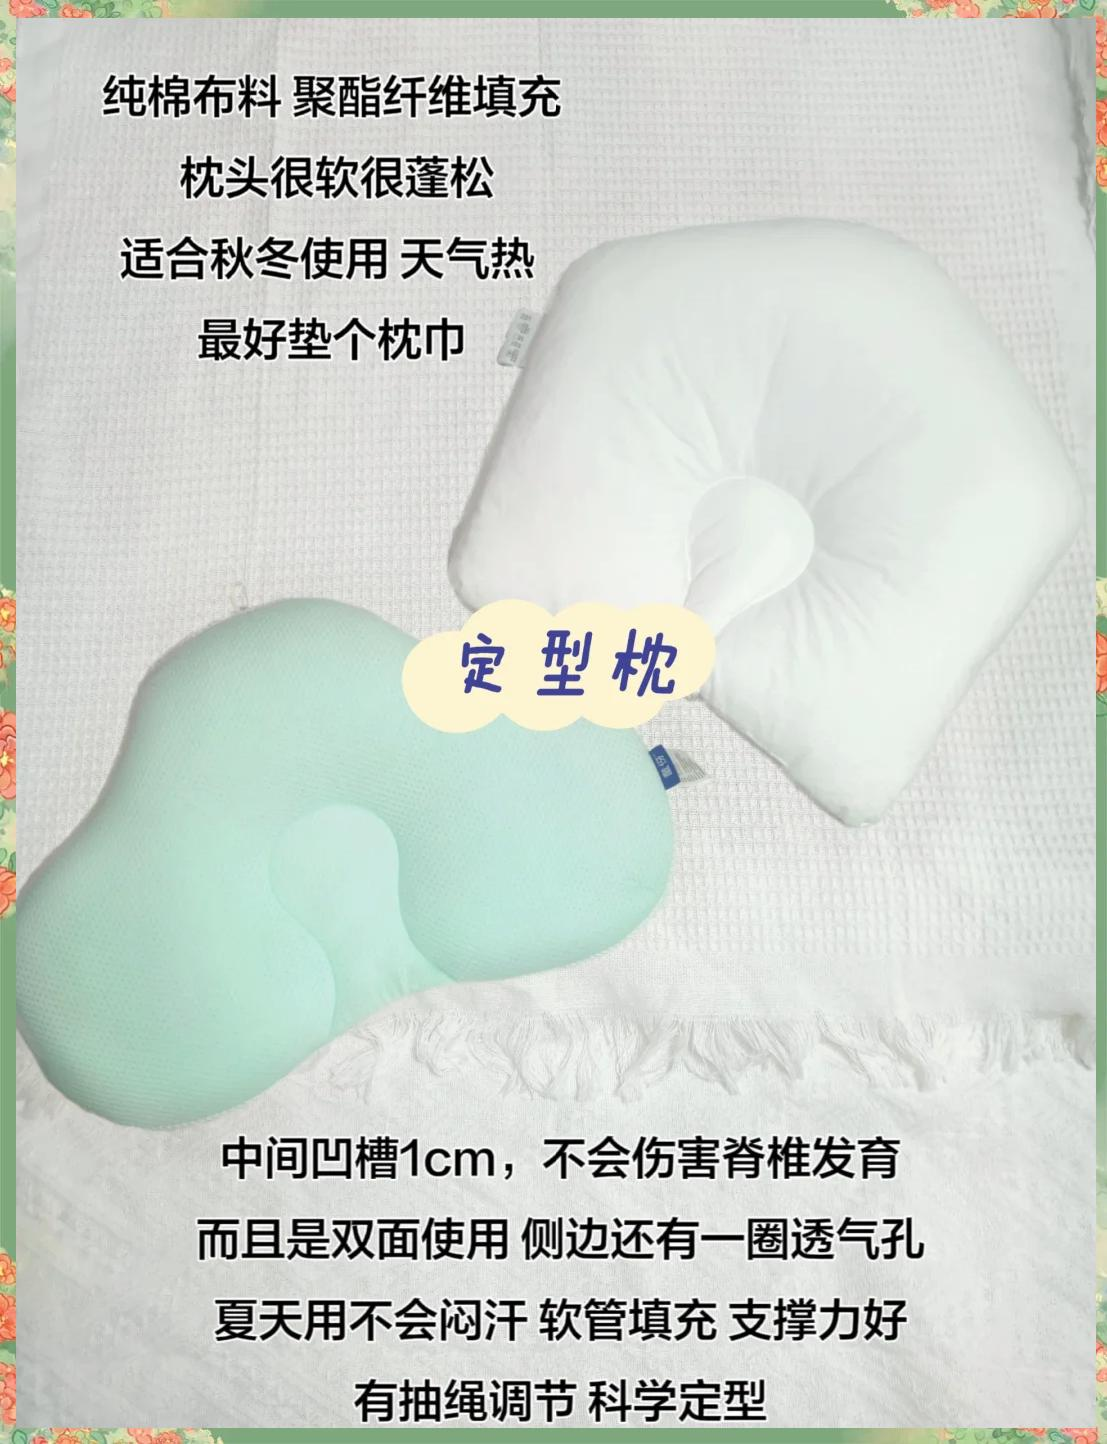 纯棉布料 聚酯纤维填充
枕头很软很蓬松
适合秋冬使用 天气热
最好垫个枕巾
定型枕
中间凹槽1cm，不会伤害脊椎发育
而且是双面使用 侧边还有一圈透气孔
夏天用不会闷汗 软管填充 支撑力好
有抽绳调节 科学定型